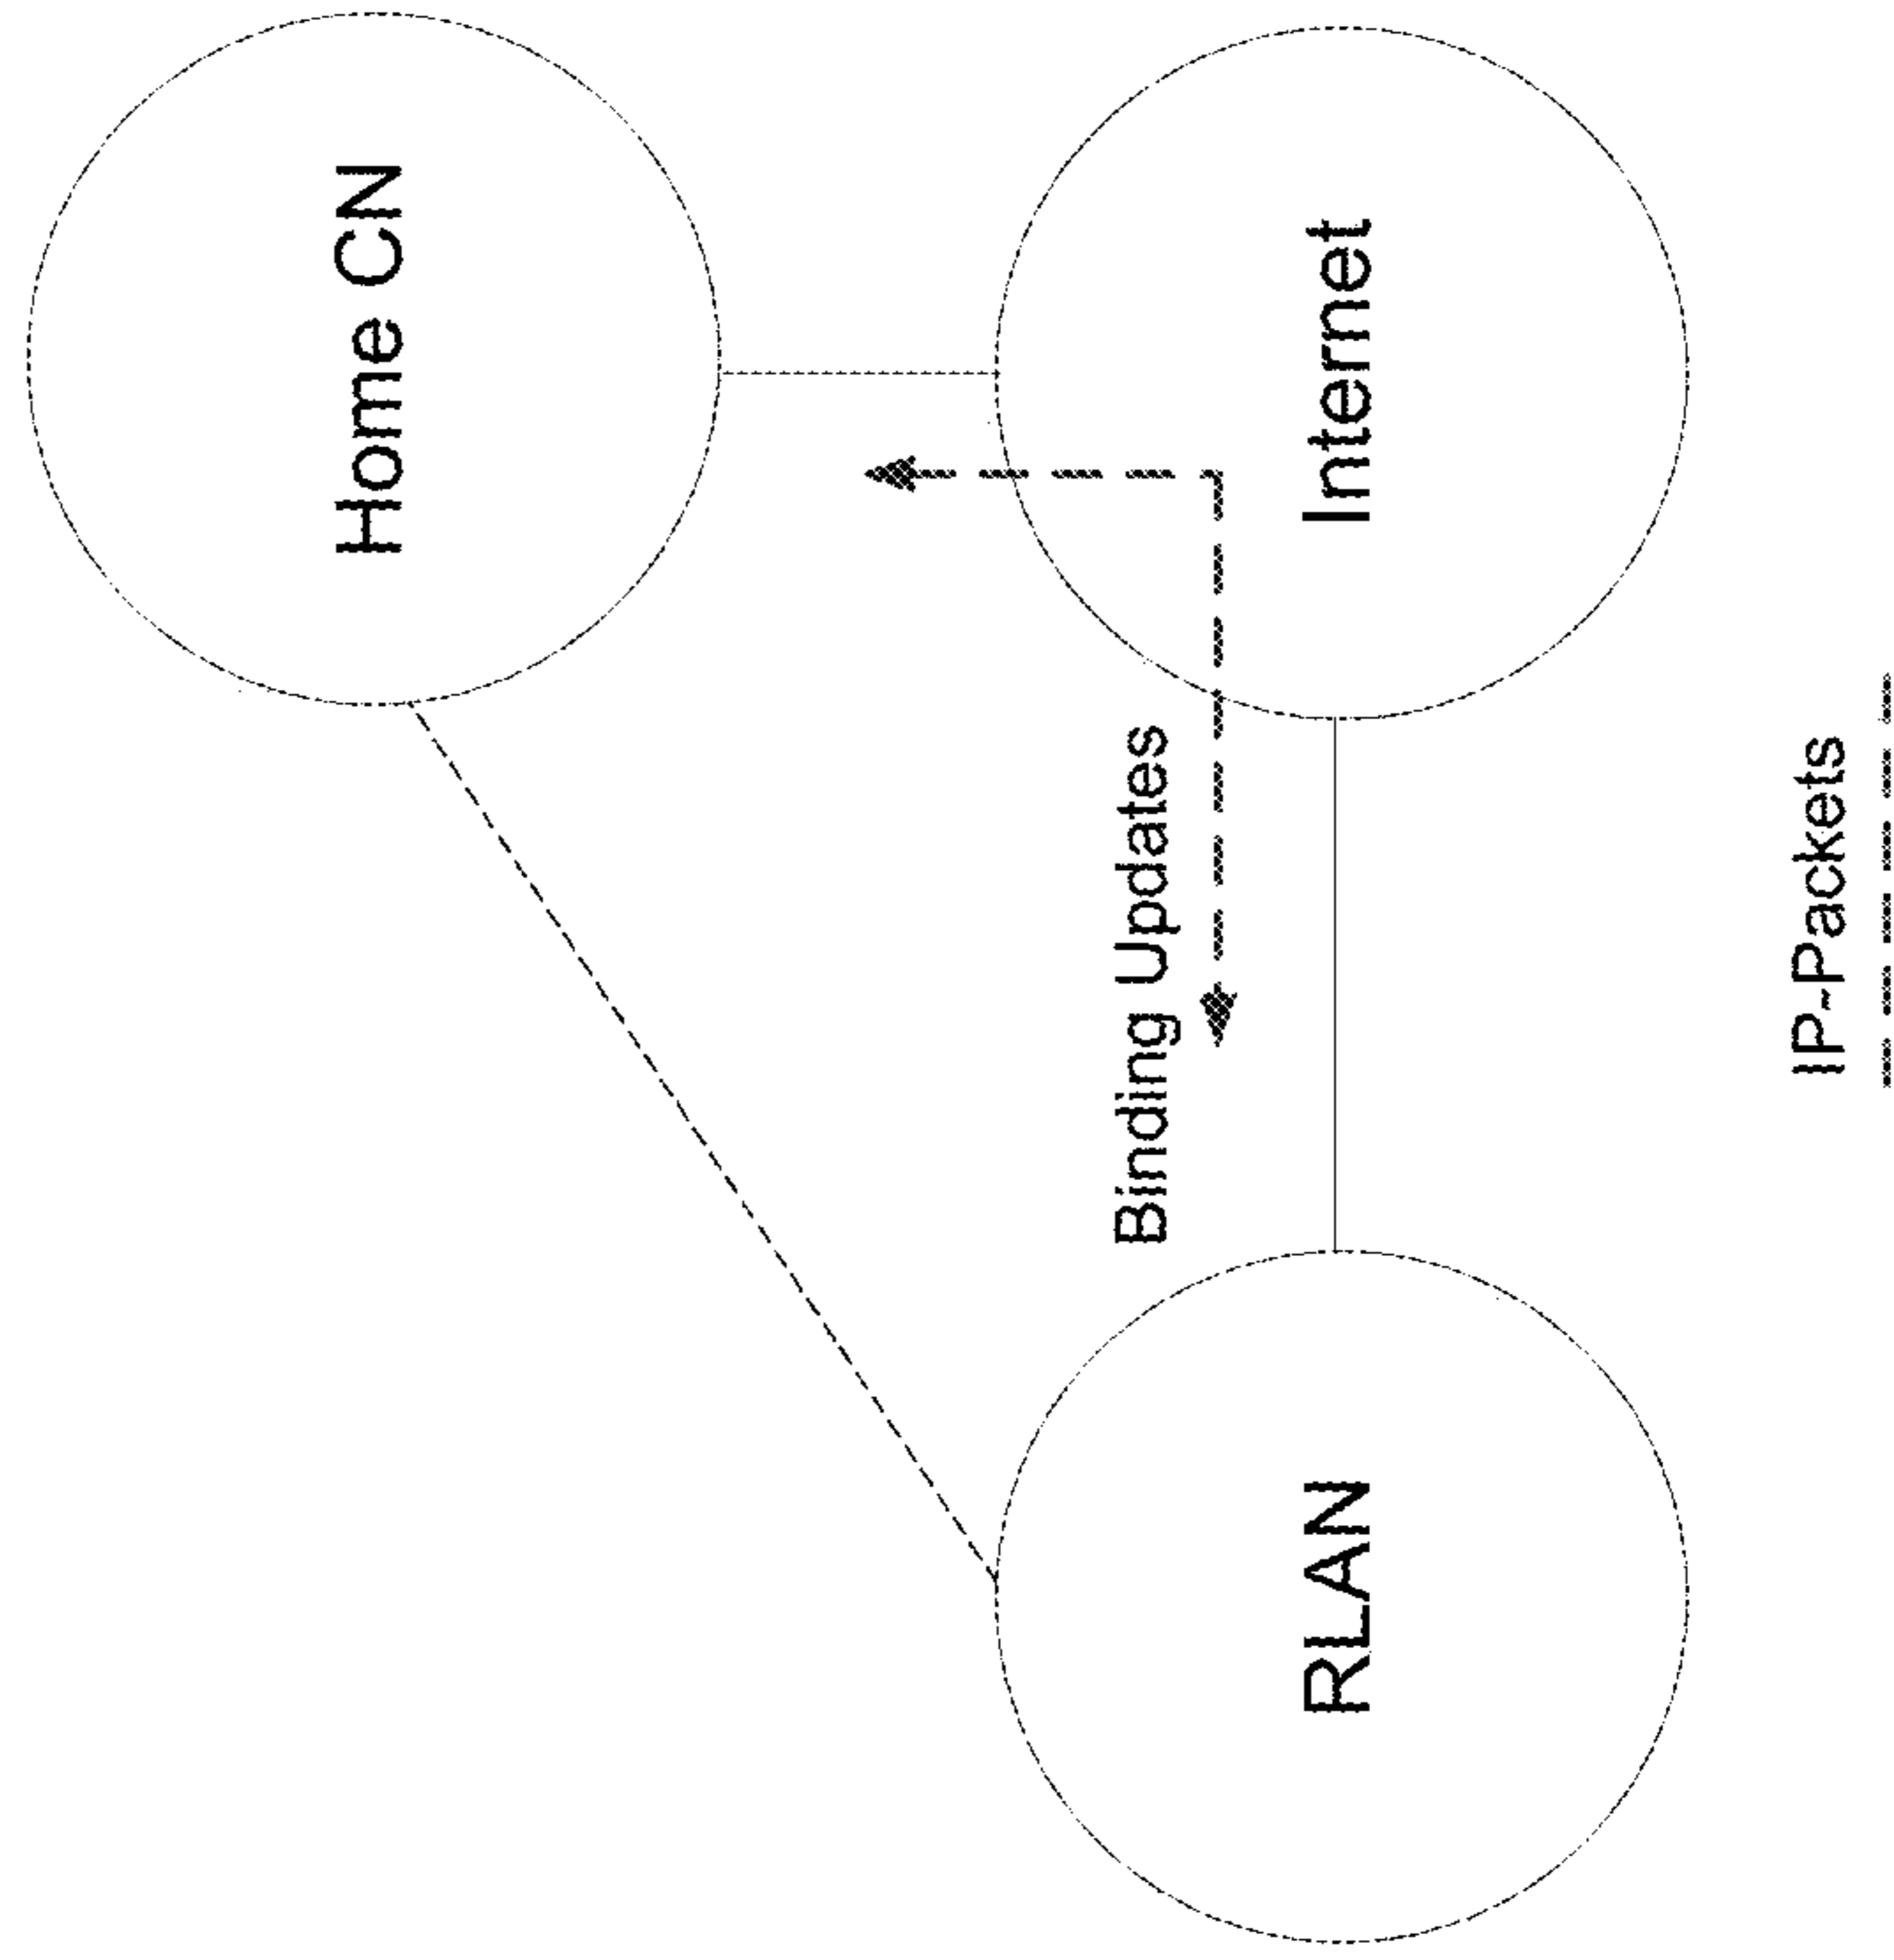 Home CN
Binding Updates
RLAN
Internet
IP-Packets